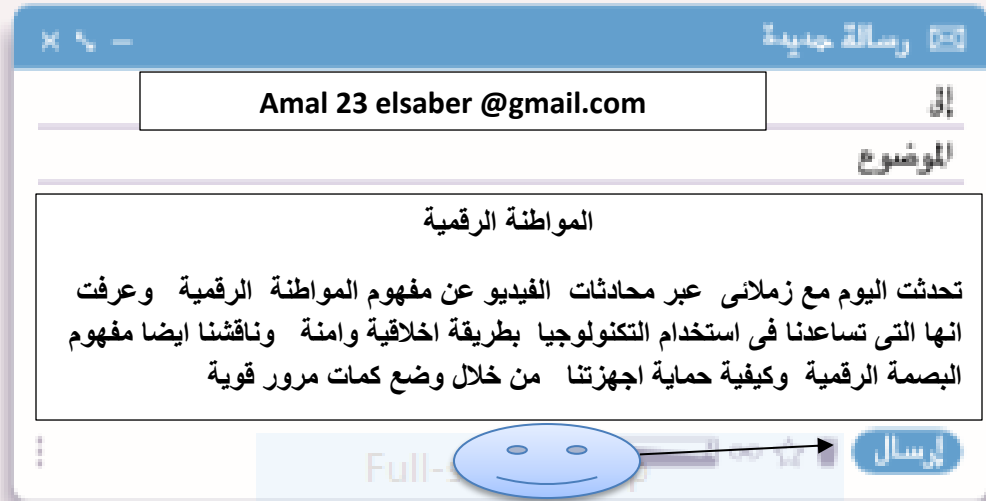 رسالة جديدة
إلى
Amal 23 elsaber @gmail.com
الموضوع
المواطنة الرقمية
تحدثت اليوم مع زملائى عبر محادثات الفيديو عن مفهوم المواطنة الرقمية وعرفت
انها التى تساعدنا فى استخدام التكنولوجيا بطريقة اخلاقية وامنة وناقشنا ايضا مفهوم
البصمة الرقمية وكيفية حماية اجهزتنا من خلال وضع كمات مرور قوية
إرسال